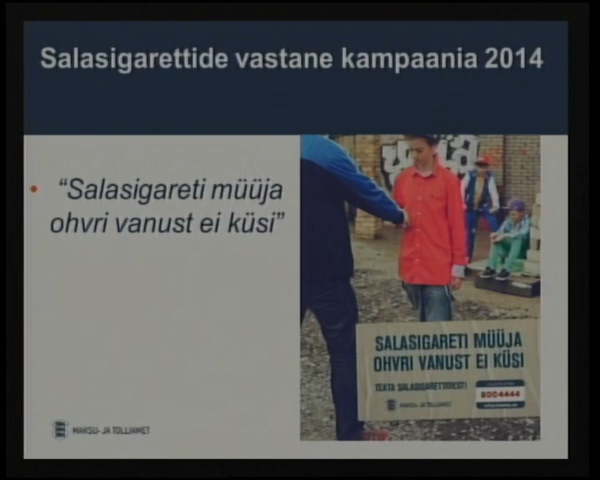 Salasigarettide vastane kampaania 2014
“Salasigareti müüja
ohvri vanust ei küsi”
SALASIGARETI MÜÜJA
OHVRI VANUST EI KÜSI
TEATA SALASIGARETTIDEST!
8004444
MAKSU- JA TOLLIAMET
MAKSU- JA TOLLIAMET